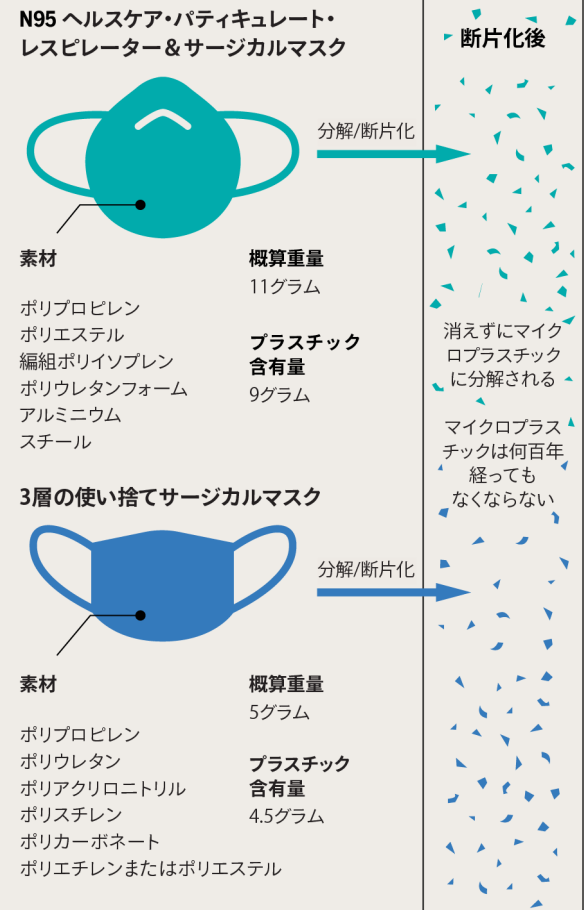 N95 ヘルスケア・パティキュレート・
レスピレーター＆サージカルマスク
分解/断片化
素材
ポリプロピレン
ポリエステル
編組ポリイソプレン
ポリウレタンフォーム
アルミニウム
スチール
概算重量
11グラム
プラスチック
含有量
9グラム
3層の使い捨てサージカルマスク
分解/断片化
素材
ポリプロピレン
ポリウレタン
ポリアクリロニトリル
ポリスチレン
ポリカーボネート
ポリエチレンまたはポリエステル
概算重量
5グラム
プラスチック
含有量
4.5グラム
断片化後
消えずにマイク
ロプラスチック
に分解される
マイクロプラス
チックは何百年
経っても
なくならない